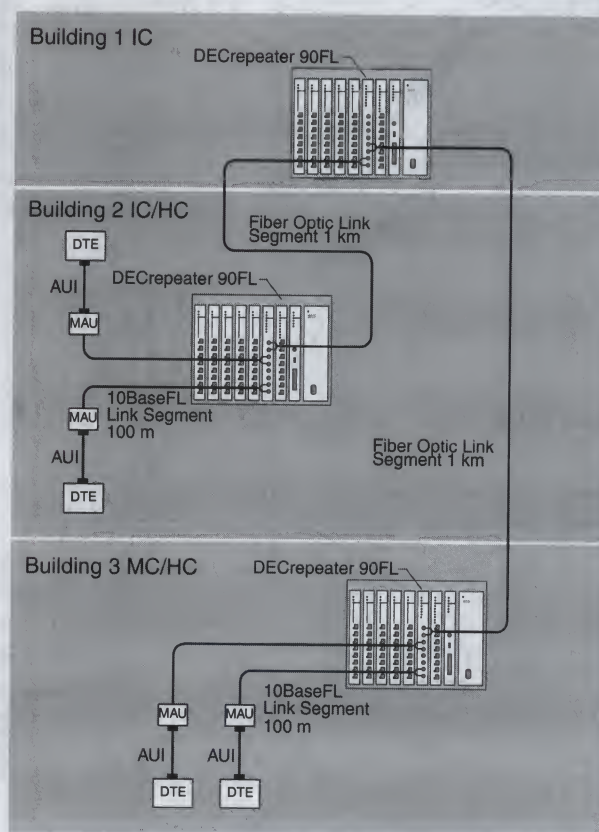 Building 1 IC
DECrepeater 90FL
Building 2 IC/HC
Fiber Optic Link
Segment 1 km
DTE
DECrepeater 90FL
AUI
MAU
10BaseFL
Link Segment
100 m
MAU
AUI
DTE
Fiber Optic Link
Segment 1 km
Building 3 MC/HC
DECrepeater 90FL
10BaseFL
Link Segment
100 m
MAU
MAU
AUI
AUI
DTE
DTE